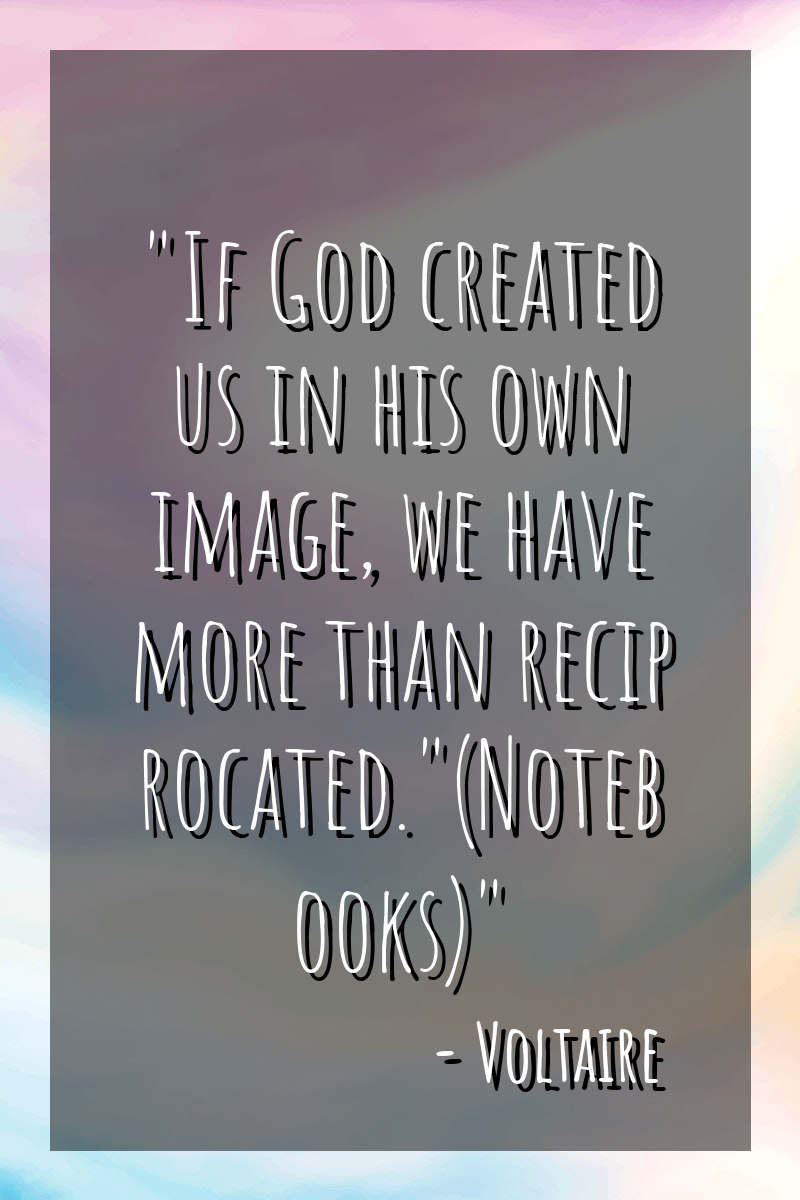 "'If God created
us in his own
image, we have
more than recip
rocated."(Noteb
ooks)"
- Voltaire